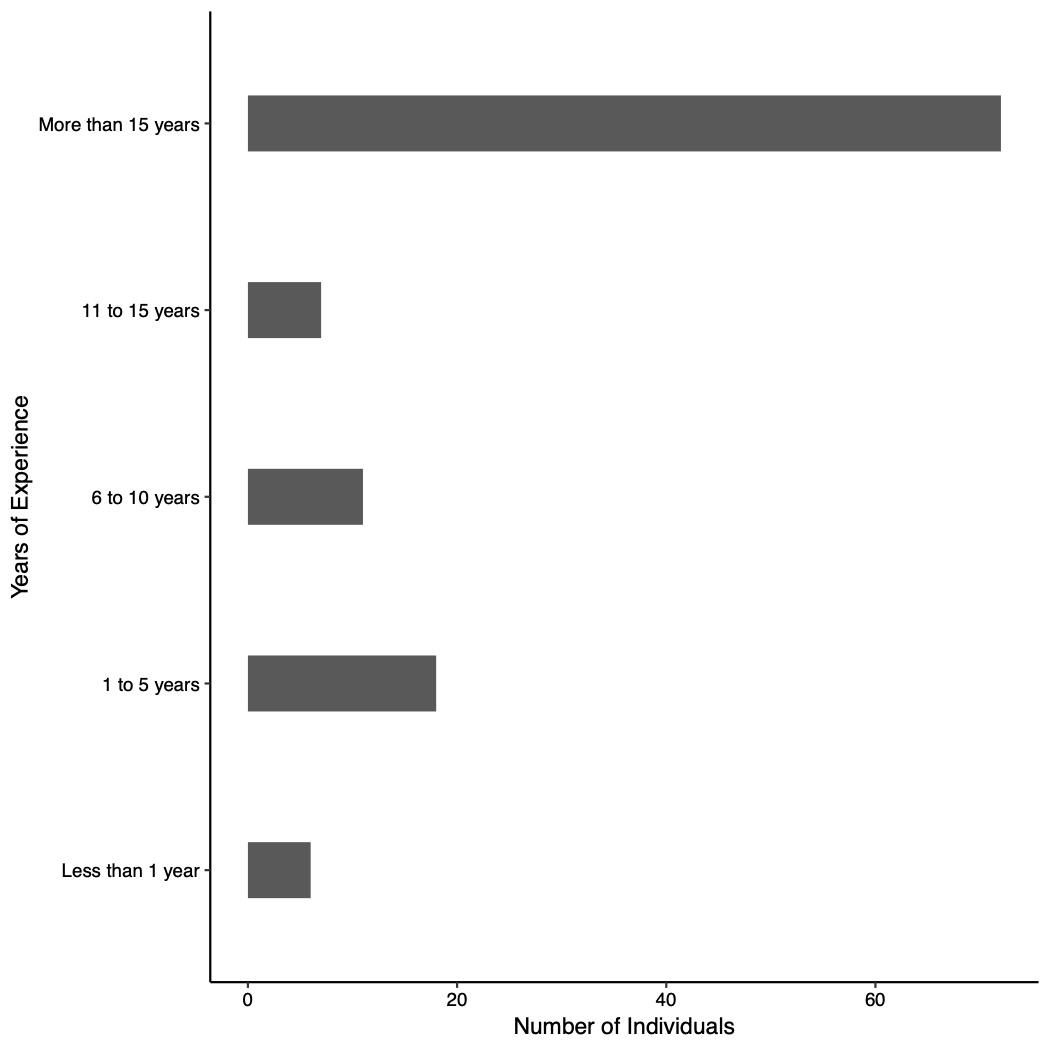 More than 15 years
11 to 15 years
6 to 10 years
1 to 5 years
Less than 1 year
Years of Experience
0 20 40 60
Number of Individuals